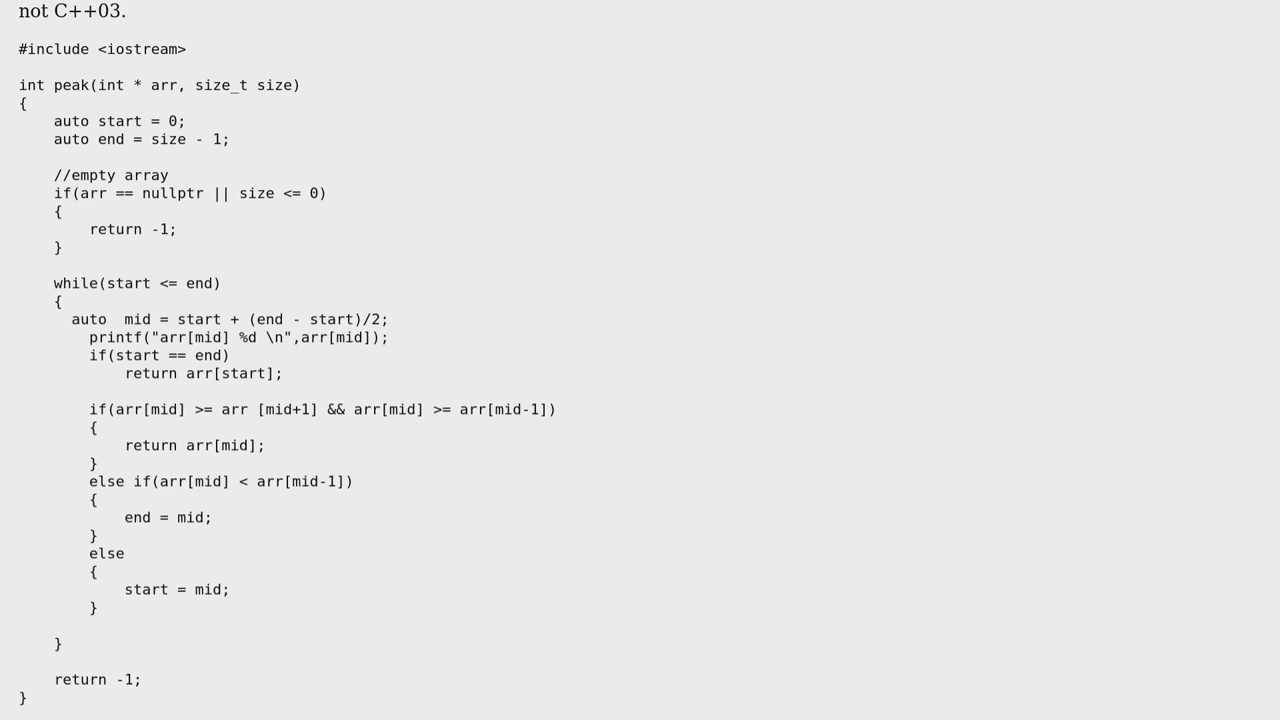 not C++03.
#include <iostream>
int peak(int * arr, size_t size)
{
    auto start = 0;
    auto end = size - 1;
    //empty array
    if(arr == nullptr || size <= 0)
    {
        return -1;
    }
    while(start <= end)
    {
      auto  mid = start + (end - start)/2;
        printf("arr[mid] %d \n",arr[mid]);
        if(start == end)
            return arr[start];
        if(arr[mid] >= arr [mid+1] && arr[mid] >= arr[mid-1])
        {
            return arr[mid];
        }
        else if(arr[mid] < arr[mid-1])
        {
            end = mid;
        }
        else
        {
            start = mid;
        }
    }
    return -1;
}